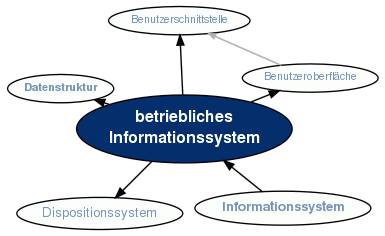 Benutzerschnittstelle
Benutzeroberfläche
Datenstruktur
betriebliches
Informationssystem
Dispositionssystem
Informationssystem